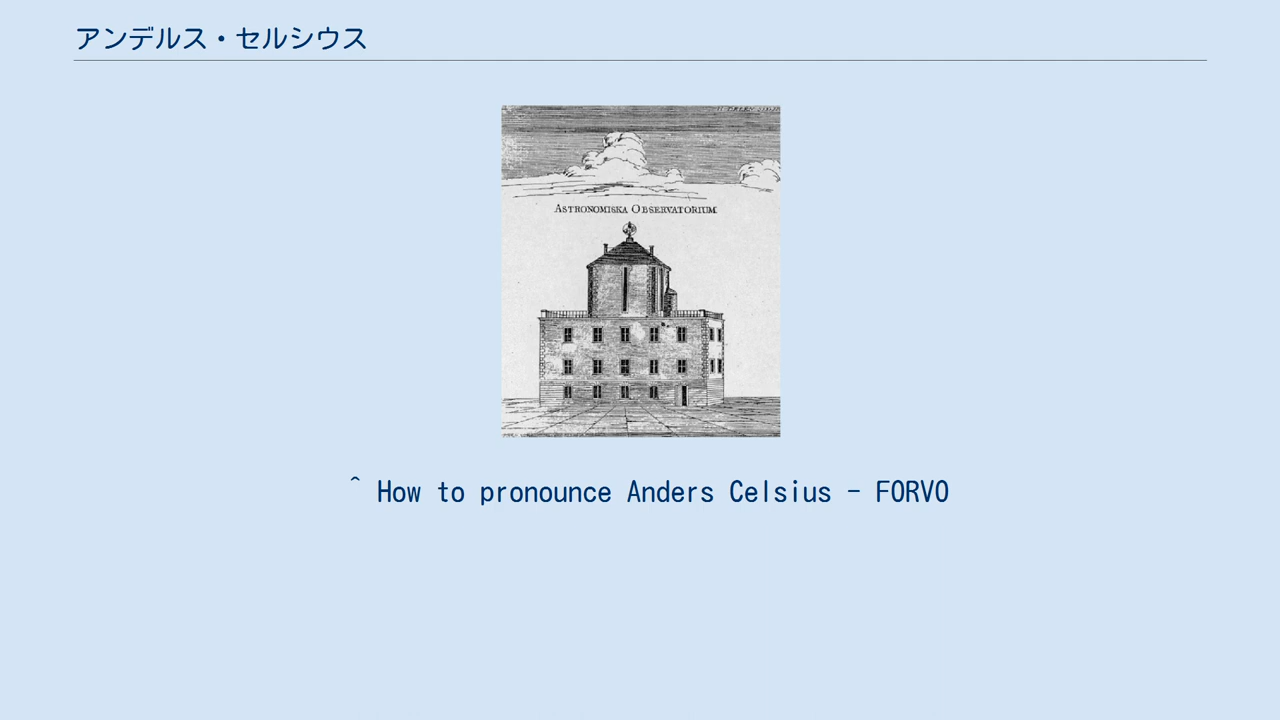 アンデルス・セルシウス
ASTRONOMISKA OBSERVATORIUM
^ How to pronounce Anders Celsius - FORVO